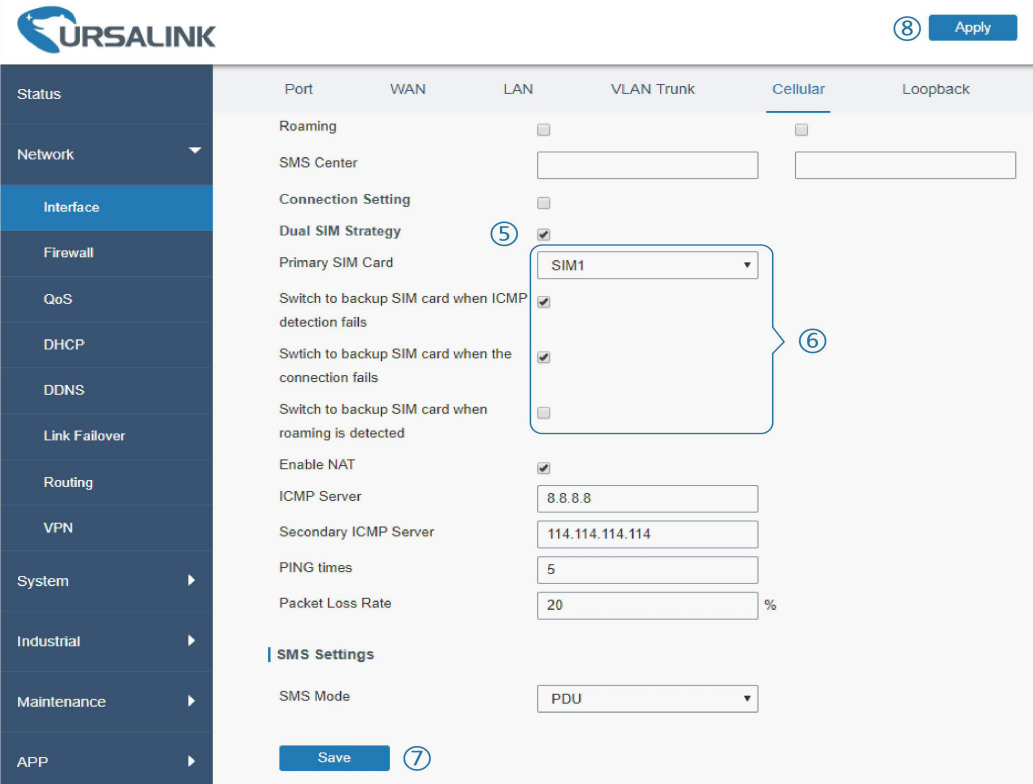 URSALINK
⑧ Apply
Status
Network
Interface
Firewall
QoS
DHCP
DDNS
Link Failover
Routing
VPN
System
Industrial
Maintenance
APP
Port WAN LAN VLAN Trunk Cellular Loopback
Roaming
SMS Center
Connection Setting
Dual SIM Strategy ⑤
Primary SIM Card SIM1
Switch to backup SIM card when ICMP
detection fails
Swtich to backup SIM card when the
connection fails
⑥
Switch to backup SIM card when
roaming is detected
Enable NAT
ICMP Server 8.8.8.8
Secondary ICMP Server 114.114.114.114
PING times 5
Packet Loss Rate 20 %
SMS Settings
SMS Mode PDU
Save ⑦